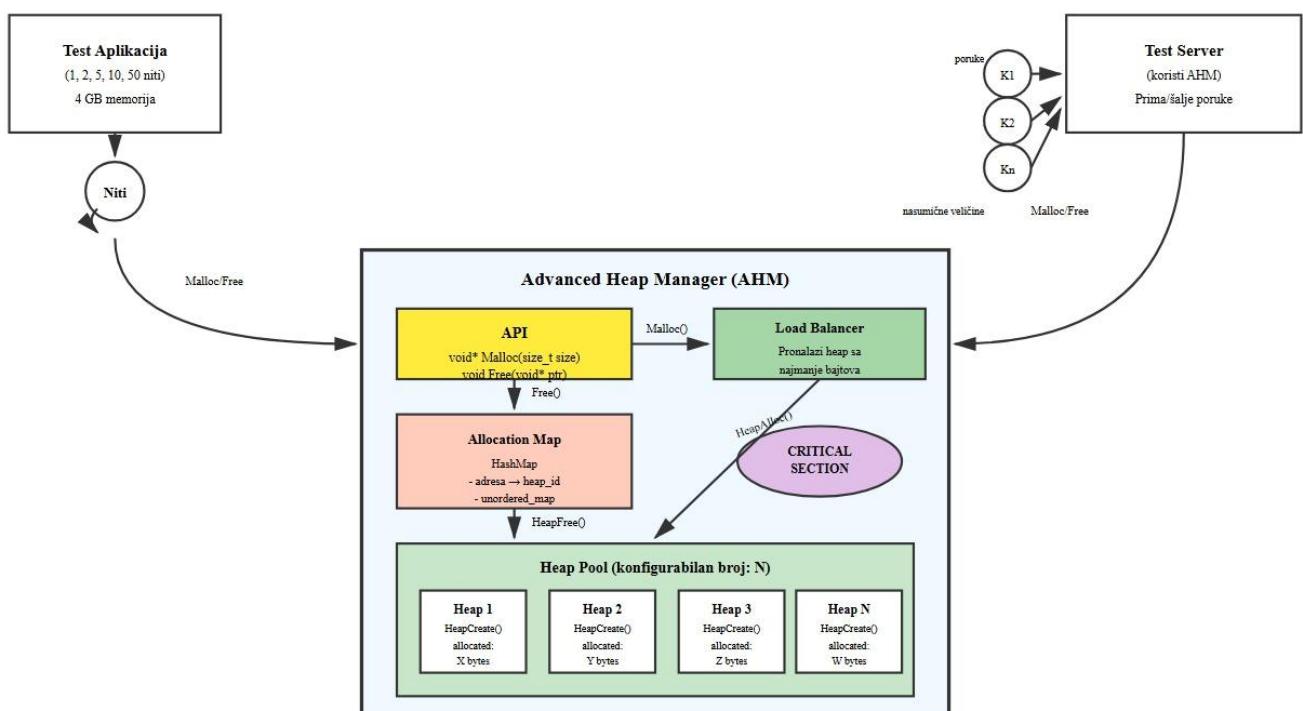 Test Aplikacija
(1, 2, 5, 10, 50 niti)
4 GB memorija
Niti
Malloc/Free
poruke
K1
K2
Kn
nasumične veličine
Malloc/Free
Test Server
(koristi AHM)
Prima/šalje poruke
Advanced Heap Manager (AHM)
API
void* Malloc(size_t size)
void Free(void* ptr)
Malloc()
Load Balancer
Pronalazi heap sa
najmanje bajtova
Free()
HeapAlloc()
Allocation Map
HashMap
- adresa → heap_id
- unordered_map
CRITICAL
SECTION
HeapFree()
Heap Pool (konfigurabilan broj: N)
Heap 1
HeapCreate()
allocated:
X bytes
Heap 2
HeapCreate()
allocated:
Y bytes
Heap 3
HeapCreate()
allocated:
Z bytes
Heap N
HeapCreate()
allocated:
W bytes